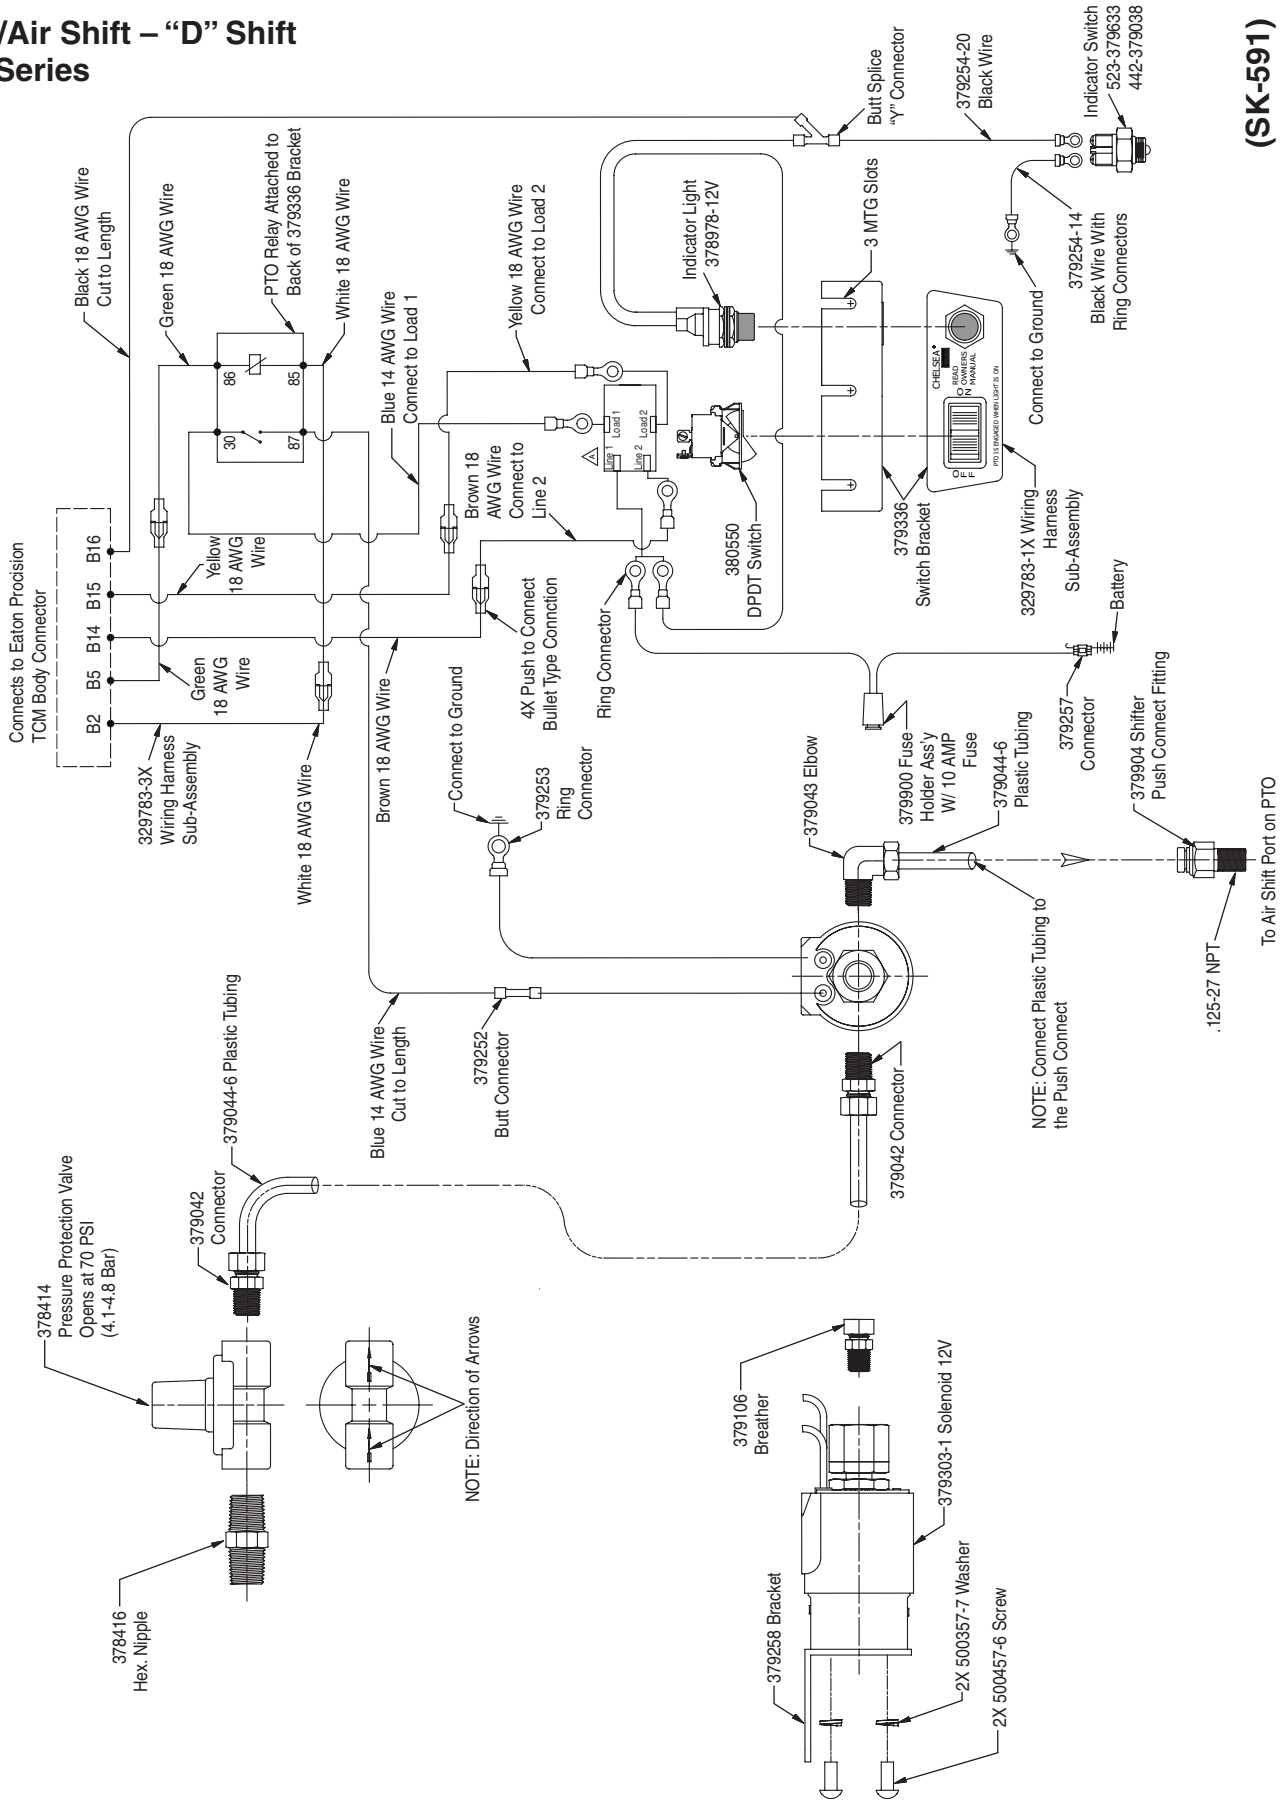 /Air Shift – “D” Shift
Series
(SK-591)
Connects to Eaton Procision
TCM Body Connector
B2
B5
B14
B15
B16
Black 18 AWG Wire
Cut to Length
Green 18 AWG Wire
PTO Relay Attached to
Back of 379336 Bracket
White 18 AWG Wire
86
85
30
87
Yellow
18 AWG
Wire
Green
18 AWG
Wire
329783-3X
Wiring Harness
Sub-Assembly
White 18 AWG Wire
Brown 18 AWG Wire
Blue 14 AWG Wire
Connect to Load 1
Yellow 18 AWG Wire
Connect to Load 2
Brown 18
AWG Wire
Connect to
Line 2
4X Push to Connect
Bullet Type Conncction
Line 1
Load 1
Line 2
Load 2
A
Ring Connector
380550
DPDT Switch
Butt Splice
“Y” Connector
379254-20
Black Wire
Indicator Switch
523-379633
442-379038
Indicator Light
378978-12V
3 MTG Slots
379254-14
Black Wire With
Ring Connectors
Connect to Ground
379336
Switch Bracket
CHELSEA
READ
OWNERS
MANUAL
ON
OFF
PTO IS ENGAGED WHEN LIGHT IS ON
329783-1X Wiring
Harness
Sub-Assembly
Battery
379257
Connector
379900 Fuse
Holder Ass'y
W/ 10 AMP
Fuse
Connect to Ground
379253
Ring
Connector
379043 Elbow
379044-6
Plastic Tubing
379904 Shifter
Push Connect Fitting
.125-27 NPT
To Air Shift Port on PTO
NOTE: Connect Plastic Tubing to
the Push Connect
379042 Connector
Blue 14 AWG Wire
Cut to Length
379252
Butt Connector
379044-6 Plastic Tubing
379042
Connector
378414
Pressure Protection Valve
Opens at 70 PSI
(4.1-4.8 Bar)
NOTE: Direction of Arrows
378416
Hex. Nipple
379106
Breather
379303-1 Solenoid 12V
379258 Bracket
2X 500357-7 Washer
2X 500457-6 Screw